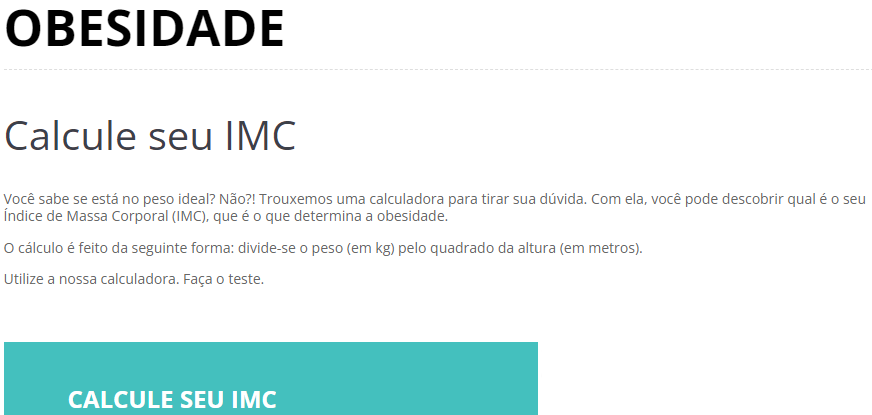 OBESIDADE
Calcule seu IMC
Você sabe se está no peso ideal? Não?! Trouxemos uma calculadora para tirar sua dúvida. Com ela, você pode descobrir qual é o seu
Índice de Massa Corporal (IMC), que é o que determina a obesidade.
O cálculo é feito da seguinte forma: divide-se o peso (em kg) pelo quadrado da altura (em metros).
Utilize a nossa calculadora. Faça o teste.
CALCULE SEU IMC